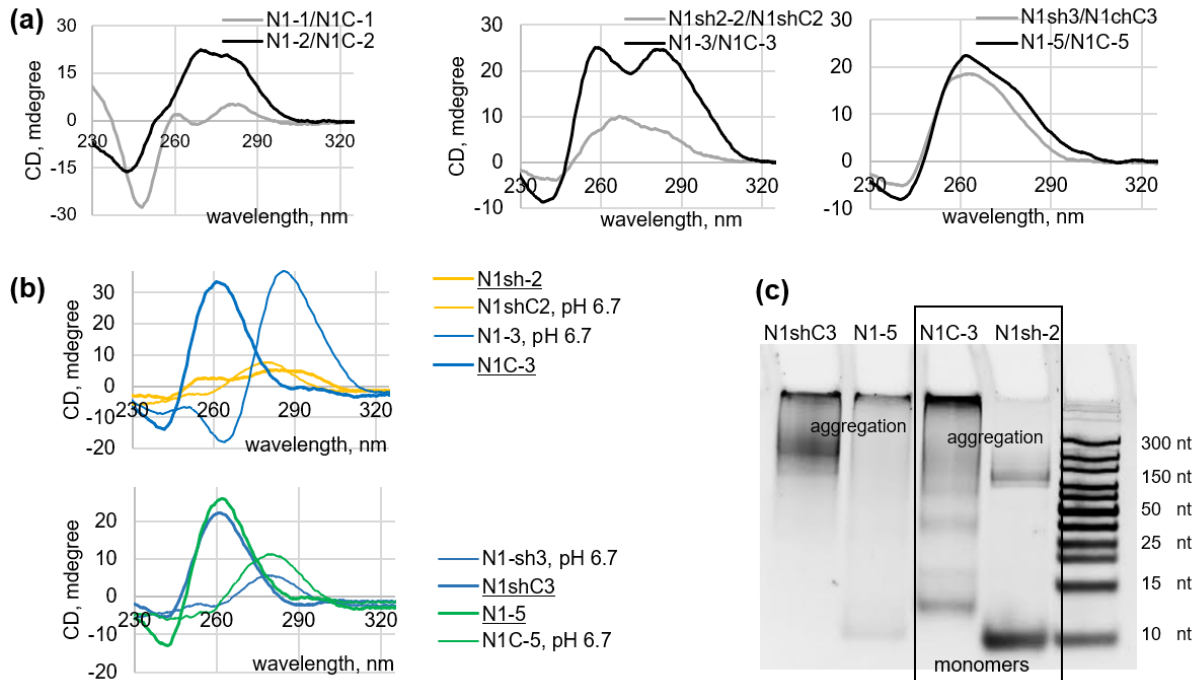 (a)
30
15
0
-15
-30
230
260
290
320
CD, mdegree
wavelength, nm
N1-1/N1C-1
N1-2/N1C-2
30
20
10
0
-10
230
260
290
320
CD, mdegree
wavelength, nm
N1sh2-2/N1shC2
N1-3/N1C-3
30
20
10
0
-10
230
260
290
320
CD, mdegree
wavelength, nm
N1sh3/N1chC3
N1-5/N1C-5
(b)
30
20
10
0
-10
-20
230
260
290
320
CD, mdegree
wavelength, nm
N1sh-2
N1shC2, pH 6.7
N1-3, pH 6.7
N1C-3
20
10
0
-10
-20
230
260
290
320
CD, mdegree
wavelength, nm
N1-sh3, pH 6.7
N1shC3
N1-5
N1C-5, pH 6.7
(c)
N1shC3 N1-5 N1C-3 N1sh-2
aggregation
aggregation
300 nt
150 nt
50 nt
25 nt
15 nt
10 nt
monomers